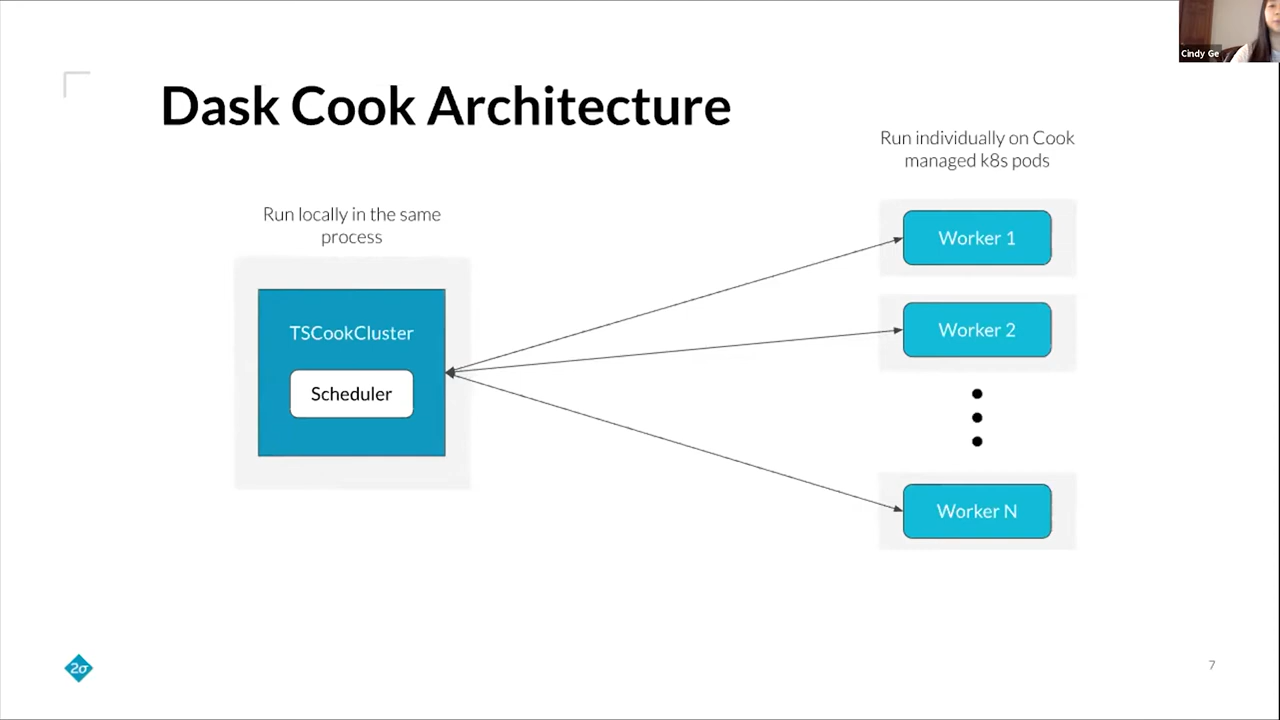 Cindy Ge
Dask Cook Architecture
Run individually on Cook
managed k8s pods
Run locally in the same
process
Worker 1
TSCookCluster
Worker 2
Scheduler
Worker N
2σ
7